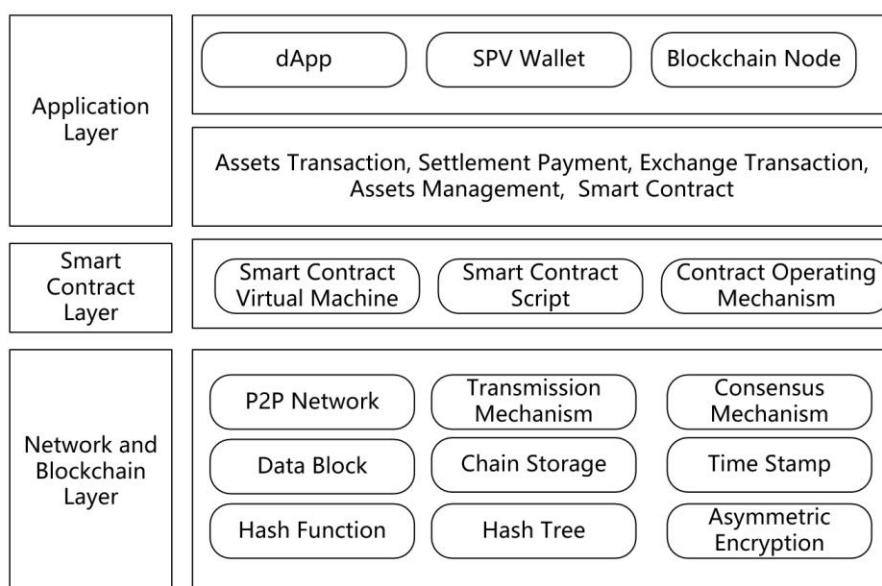 Application
Layer
dApp
SPV Wallet
Blockchain Node
Assets Transaction, Settlement Payment, Exchange Transaction,
Assets Management,  Smart Contract
Smart
Contract
Layer
Smart Contract
Virtual Machine
Smart Contract
Script
Contract Operating
Mechanism
Network and
Blockchain
Layer
P2P Network
Transmission
Mechanism
Consensus
Mechanism
Data Block
Chain Storage
Time Stamp
Hash Function
Hash Tree
Asymmetric
Encryption